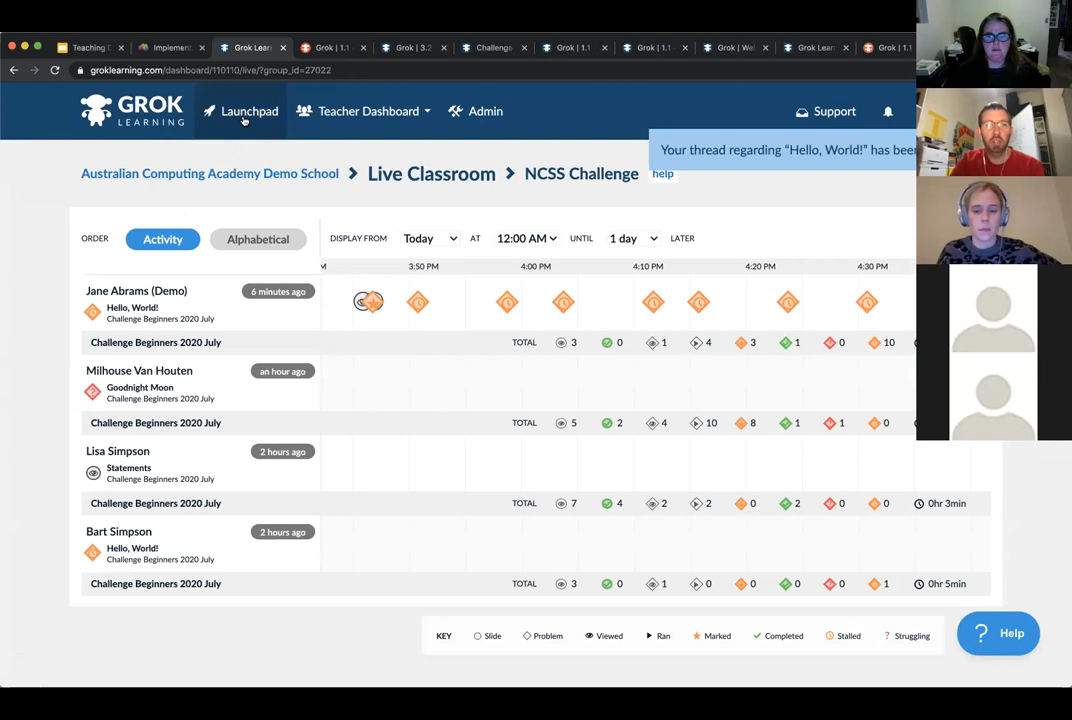 Teaching D
Implement
Grok Lear
Grok | 1.1
Grok | 3.2
Challenge
Grok | 1.1
Grok | 1.1
Grok | Wel
Grok Lear
Grok | 1.1
groklearning.com/dashboard/110110/live/?group_id=27022
GROK LEARNING
Launchpad
Teacher Dashboard
Admin
Support
Your thread regarding “Hello, World!” has been
Australian Computing Academy Demo School > Live Classroom > NCSS Challenge help
ORDER Activity Alphabetical DISPLAY FROM Today AT 12:00 AM UNTIL 1 day LATER
M 3:50 PM 4:00 PM 4:10 PM 4:20 PM 4:30 PM
Jane Abrams (Demo) 6 minutes ago
Hello, World!
Challenge Beginners 2020 July
Challenge Beginners 2020 July TOTAL 3 0 1 4 3 1 0 10
Milhouse Van Houten an hour ago
Goodnight Moon
Challenge Beginners 2020 July
Challenge Beginners 2020 July TOTAL 5 2 4 10 8 1 1 0
Lisa Simpson 2 hours ago
Statements
Challenge Beginners 2020 July
Challenge Beginners 2020 July TOTAL 7 4 2 2 0 2 0 0 0hr 3min
Bart Simpson 2 hours ago
Hello, World!
Challenge Beginners 2020 July
Challenge Beginners 2020 July TOTAL 3 0 1 0 0 0 0 1 0hr 5min
KEY Slide Problem Viewed Ran Marked Completed Stalled ? Struggling
? Help